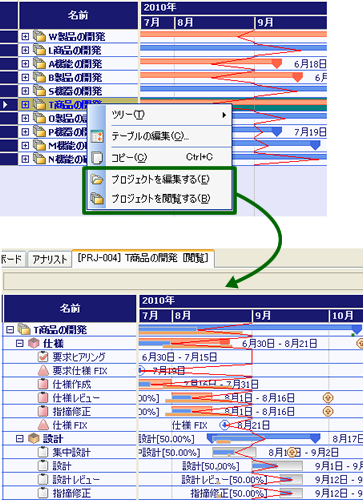 名前
2010年
7月 8月 9月
W製品の開発
L商品の開発
A機能の開発 6月18日
B製品の開発 6月
S機器の開発
T商品の開発
O製品の設
P機器の開 7月19日
M機能の
N機能の編
ツリー(T)
テーブルの編集(C)...
コピー(C) Ctrl+C
プロジェクトを編集する(E)
プロジェクトを閲覧する(B)
ボード アナリスト [PRJ-004] T商品の開発 [閲覧]
名前
2010年
7月 8月 9月 10月
T商品の開発
仕様 6月30日 - 8月21日
要求ヒアリング 6月30日 - 7月15日
要求仕様 FIX 7月19日
仕様作成 7月16日 - 7月31日
仕様レビュー 00%] 8月1日 - 8月16日
指摘修正 00%] 8月1日 - 8月16日
仕様 FIX 仕様 FIX 8月21日
設計 設計[50.00%] 8月17日
集中設計 P設計[50.00%] 8月19日 - 9月2日
設計 設計[50.00%] 9月1日 - 9月
設計レビュー 設計レビュー[50.00%] 9月12日 -
指摘修正 指摘修正[50.00%] 9月12日 -